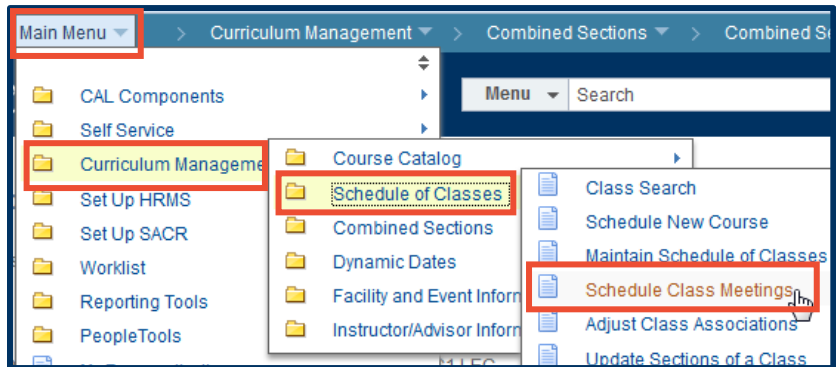 Main Menu > Curriculum Management > Combined Sections > Combined
Menu Search
CAL Components
Self Service
Curriculum Manageme
Set Up HRMS
Set Up SACR
Worklist
Reporting Tools
PeopleTools
Course Catalog
Schedule of Classes
Combined Sections
Dynamic Dates
Facility and Event Inform
Instructor/Advisor Inform
Class Search
Schedule New Course
Maintain Schedule of Classes
Schedule Class Meetings
Adjust Class Associations
Update Sections of a Class